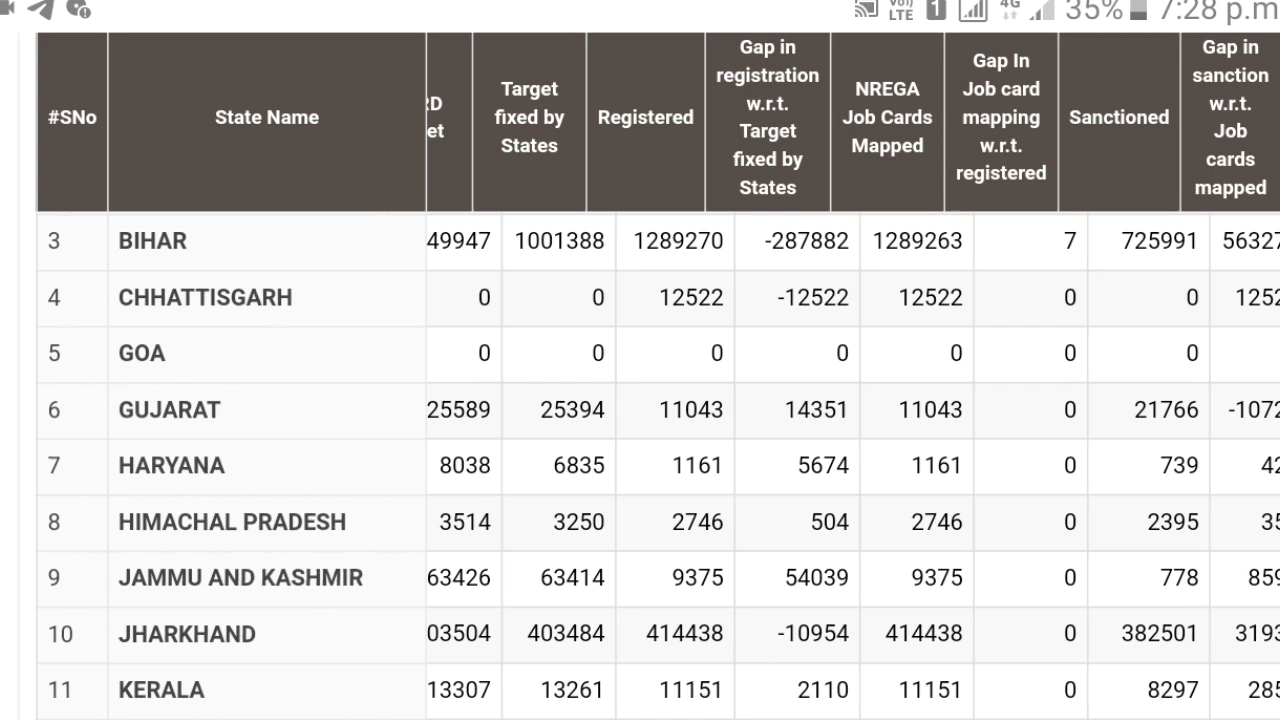 VoD LTE 1 4G 35% 7:28 p.m
#SNo State Name RD et Target fixed by States Registered Gap in registration w.r.t. Target fixed by States NREGA Job Cards Mapped Gap In Job card mapping w.r.t. registered Sanctioned Gap in sanction w.r.t. Job cards mapped
3 BIHAR 49947 1001388 1289270 -287882 1289263 7 725991 56327
4 CHHATTISGARH 0 0 12522 -12522 12522 0 0 1252
5 GOA 0 0 0 0 0 0 0
6 GUJARAT 25589 25394 11043 14351 11043 0 21766 -1072
7 HARYANA 8038 6835 1161 5674 1161 0 739 42
8 HIMACHAL PRADESH 3514 3250 2746 504 2746 0 2395 35
9 JAMMU AND KASHMIR 63426 63414 9375 54039 9375 0 778 859
10 JHARKHAND 03504 403484 414438 -10954 414438 0 382501 3193
11 KERALA 13307 13261 11151 2110 11151 0 8297 285